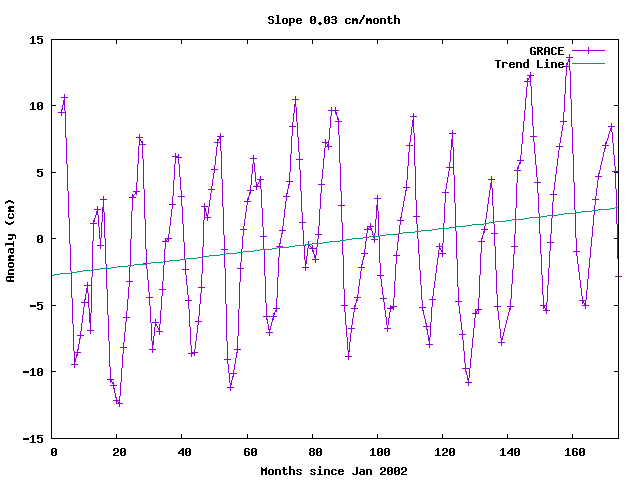 Slope 0.03 cm/month
GRACE
Trend Line
15
10
5
0
-5
-10
-15
Anomaly (cm)
0 20 40 60 80 100 120 140 160
Months since Jan 2002